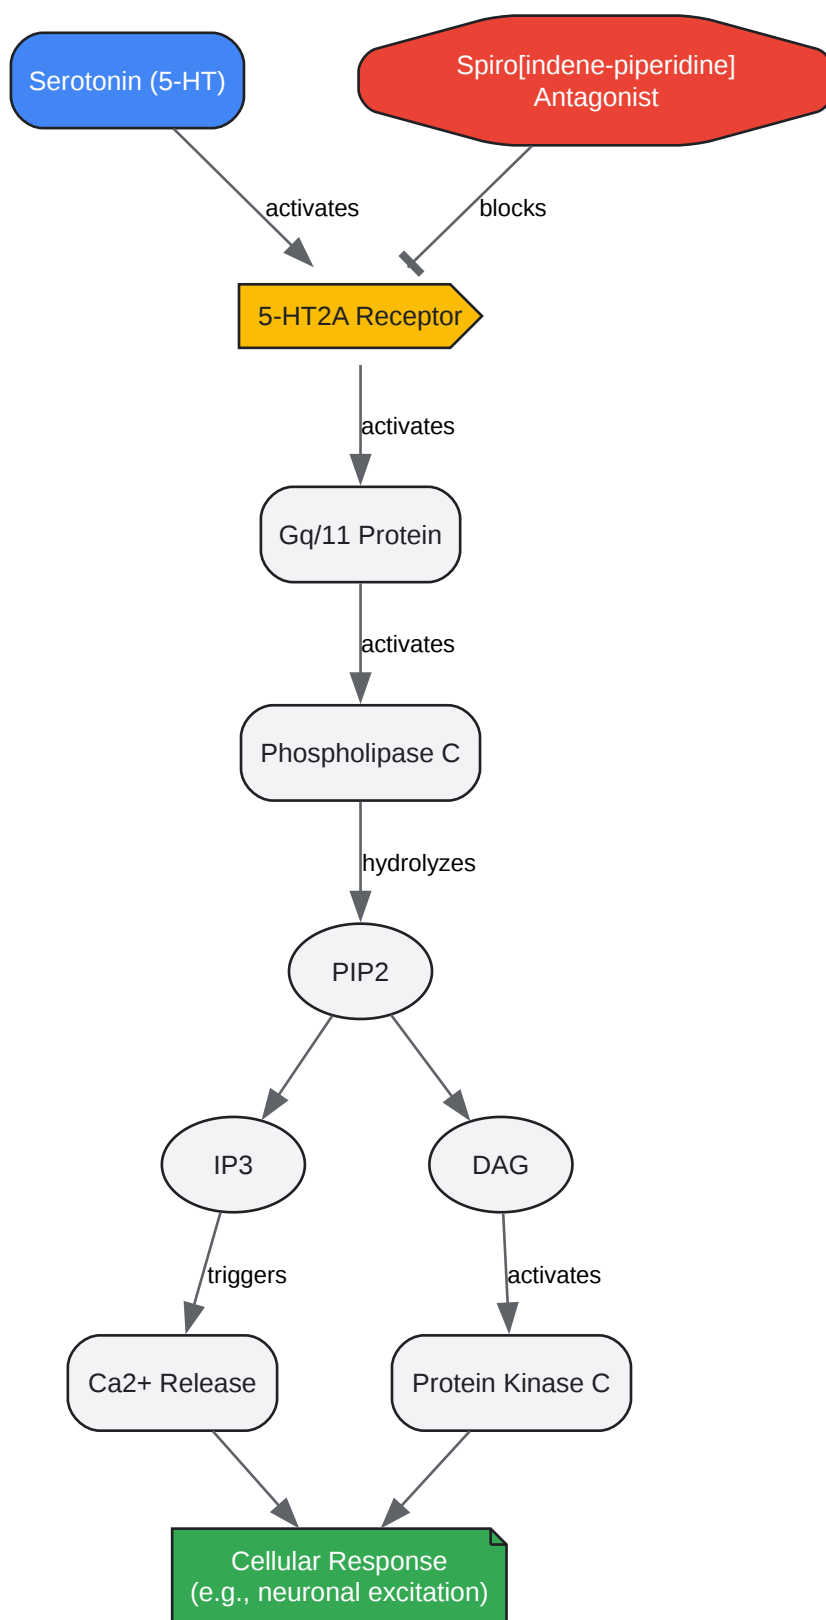 Serotonin (5-HT)
Spiro[indene-piperidine]
Antagonist
activates
blocks
5-HT2A Receptor
activates
Gq/11 Protein
activates
Phospholipase C
hydrolyzes
PIP2
IP3
DAG
triggers
activates
Ca2+ Release
Protein Kinase C
Cellular Response
(e.g., neuronal excitation)